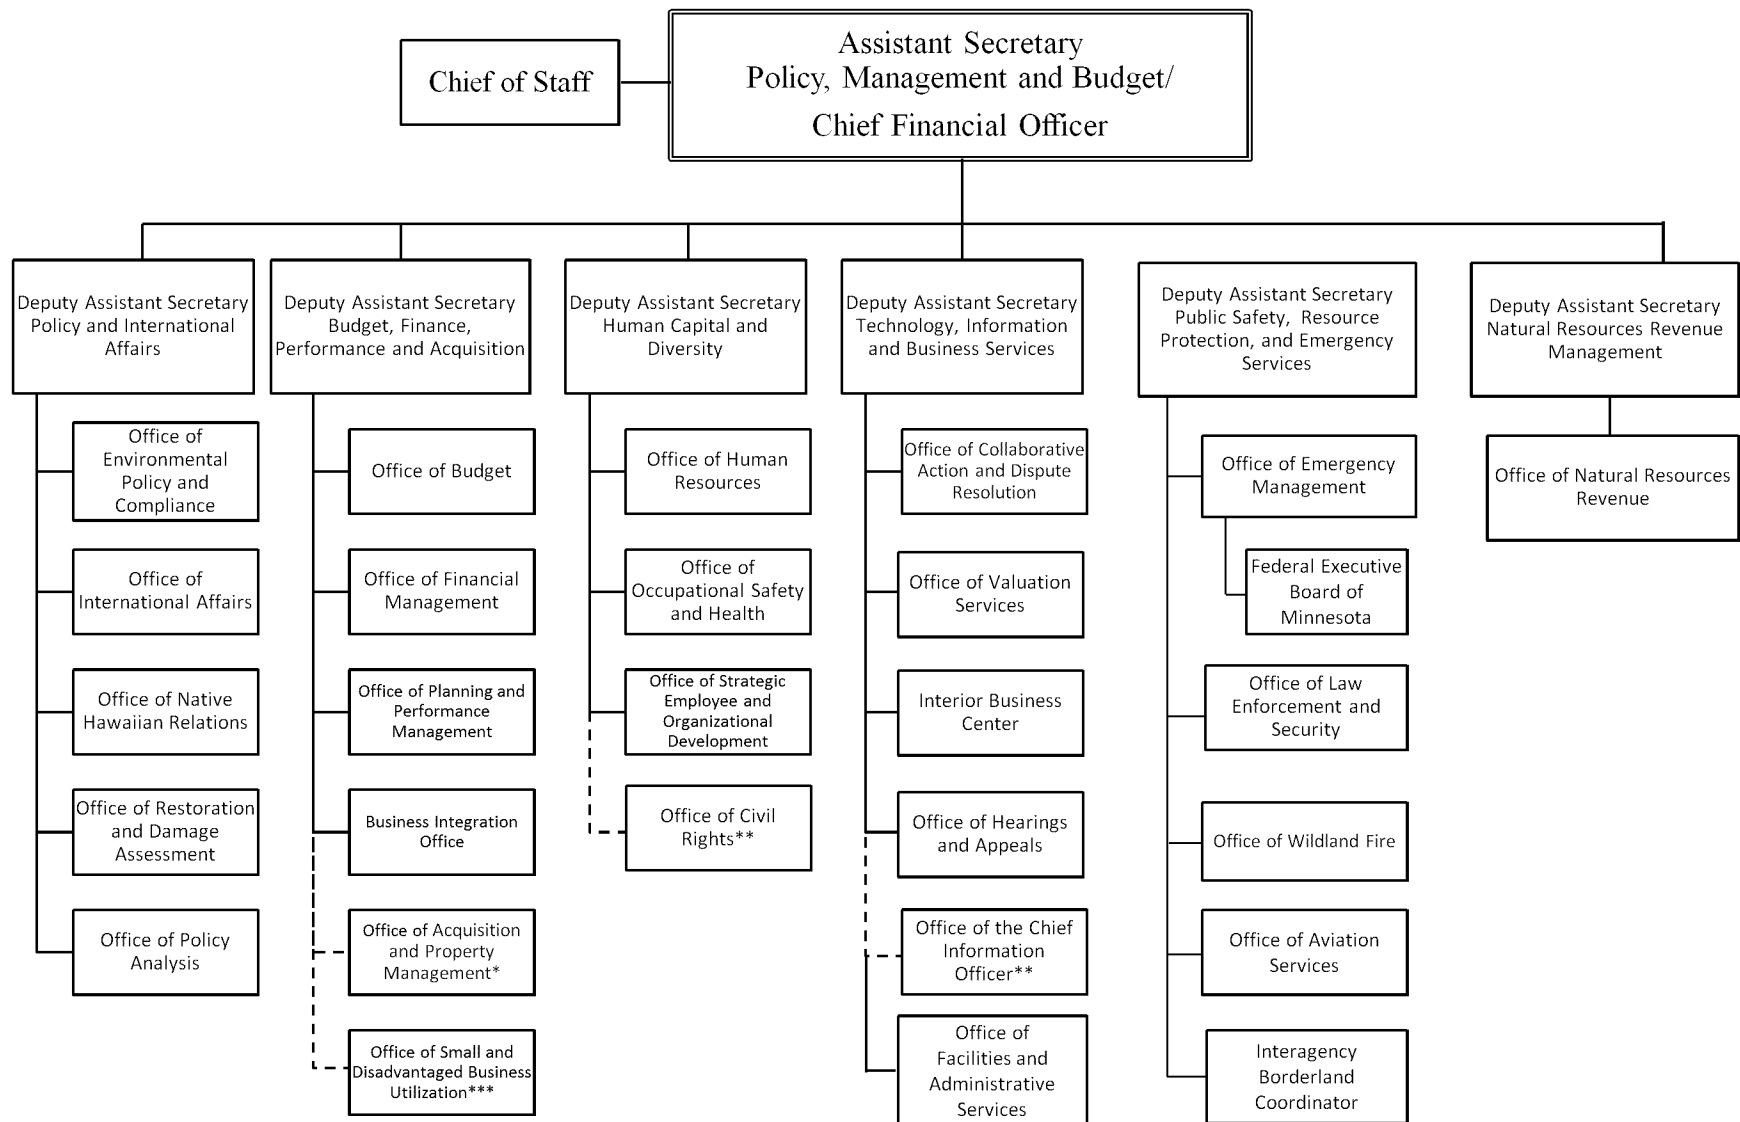 Chief of Staff
Assistant Secretary
Policy, Management and Budget/
Chief Financial Officer
Deputy Assistant Secretary
Policy and International
Affairs
Deputy Assistant Secretary
Budget, Finance,
Performance and Acquisition
Deputy Assistant Secretary
Human Capital and
Diversity
Deputy Assistant Secretary
Technology, Information
and Business Services
Deputy Assistant Secretary
Public Safety, Resource
Protection, and Emergency
Services
Deputy Assistant Secretary
Natural Resources Revenue
Management
Office of
Environmental
Policy and
Compliance
Office of
International Affairs
Office of Native
Hawaiian Relations
Office of Restoration
and Damage
Assessment
Office of Policy
Analysis
Office of Budget
Office of Financial
Management
Office of Planning and
Performance
Management
Business Integration
Office
Office of Acquisition
and Property
Management*
Office of Small and
Disadvantaged Business
Utilization***
Office of Human
Resources
Office of
Occupational Safety
and Health
Office of Strategic
Employee and
Organizational
Development
Office of Civil
Rights**
Office of Collaborative
Action and Dispute
Resolution
Office of Valuation
Services
Interior Business
Center
Office of Hearings
and Appeals
Office of the Chief
Information
Officer**
Office of
Facilities and
Administrative
Services
Office of Emergency
Management
Federal Executive
Board of
Minnesota
Office of Law
Enforcement and
Security
Office of Wildland Fire
Office of Aviation
Services
Interagency
Borderland
Coordinator
Office of Natural Resources
Revenue